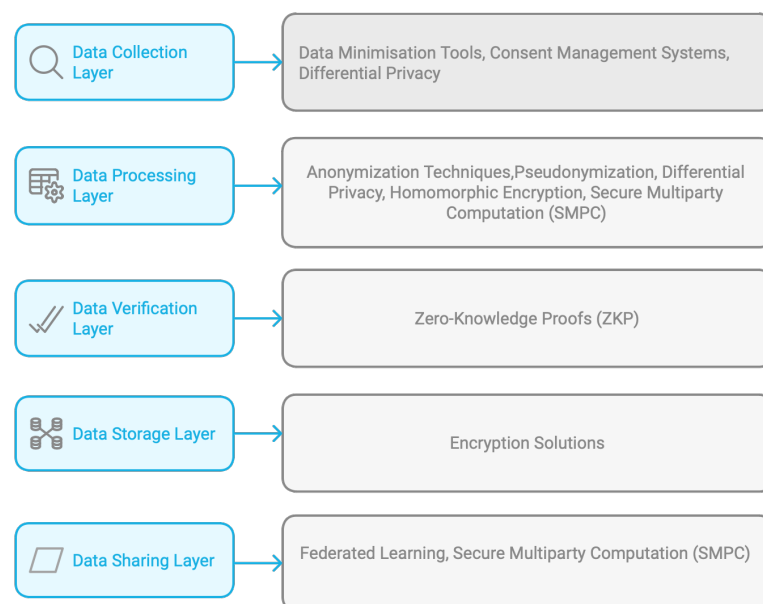 Data Collection
Layer
Data Minimisation Tools, Consent Management Systems,
Differential Privacy
Data Processing
Layer
Anonymization Techniques,Pseudonymization, Differential
Privacy, Homomorphic Encryption, Secure Multiparty
Computation (SMPC)
Data Verification
Layer
Zero-Knowledge Proofs (ZKP)
Data Storage Layer
Encryption Solutions
Data Sharing Layer
Federated Learning, Secure Multiparty Computation (SMPC)